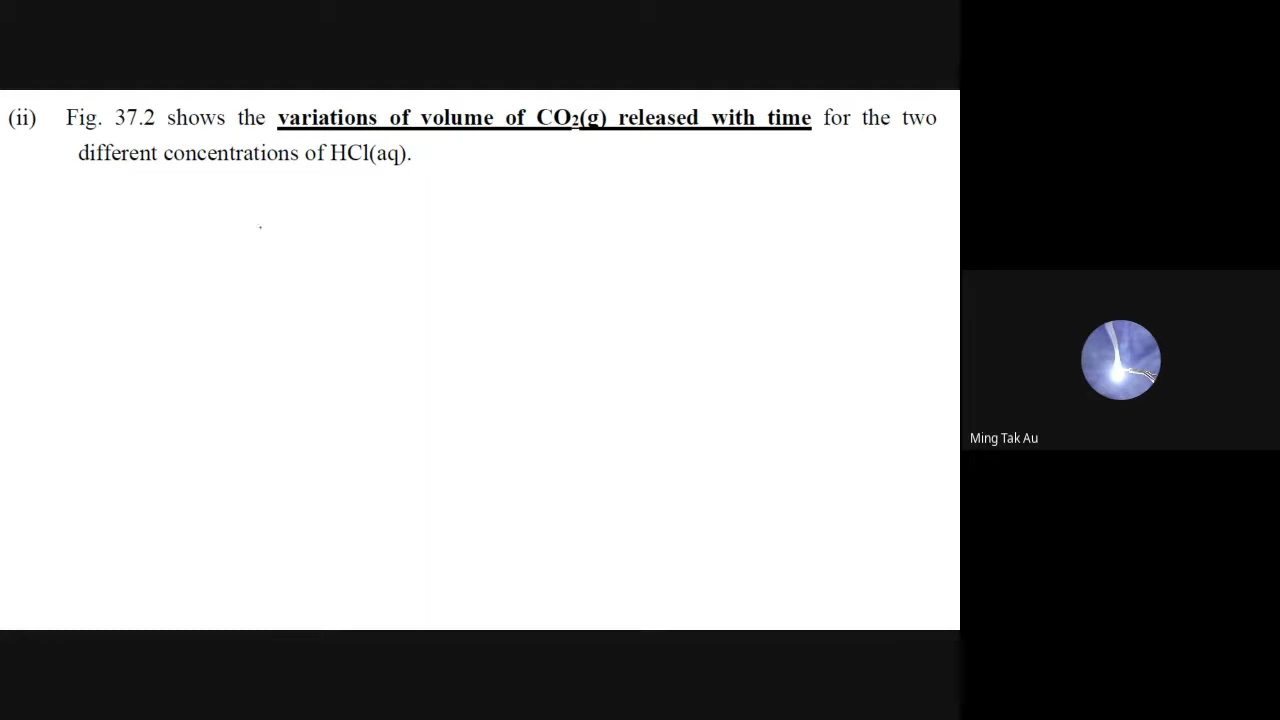 (ii) Fig. 37.2 shows the variations of volume of CO₂(g) released with time for the two
different concentrations of HCl(aq).
Ming Tak Au